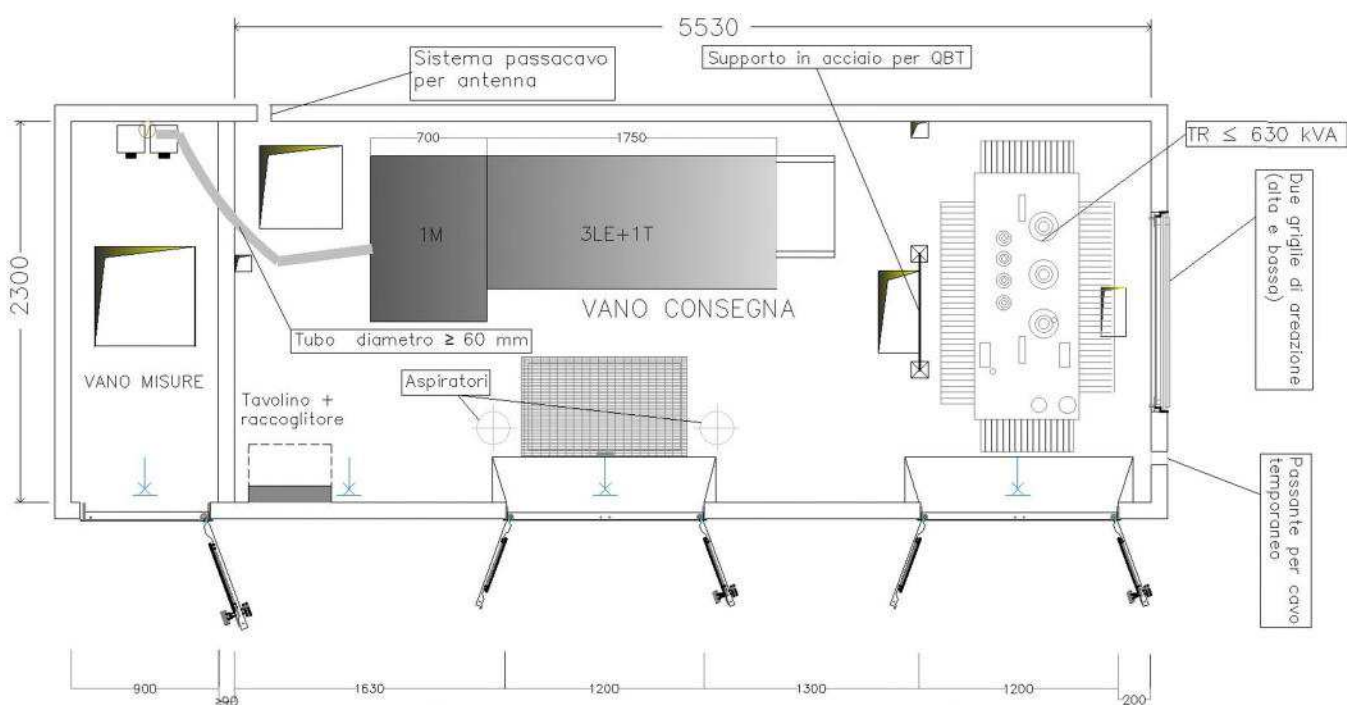 5530
Sistema passacavo
per antenna
Supporto in acciaio per QBT
TR ≤ 630 kVA
700
1750
Due griglie di areazione
(alta e bassa)
2300
1M
3LE+1T
VANO CONSEGNA
Tubo diametro ≥ 60 mm
VANO MISURE
Aspiratori
Tavolino +
raccoglitore
Passante per cavo
temporaneo
900
1630
1200
1300
1200
200